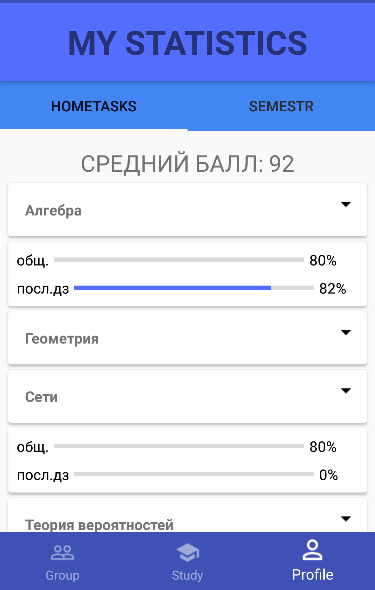 MY STATISTICS
HOMETASKS SEMESTR
СРЕДНИЙ БАЛЛ: 92
Алгебра
общ. 80%
посл.дз 82%
Геометрия
Сети
общ. 80%
посл.дз 0%
Теория вероятностей
Group Study Profile